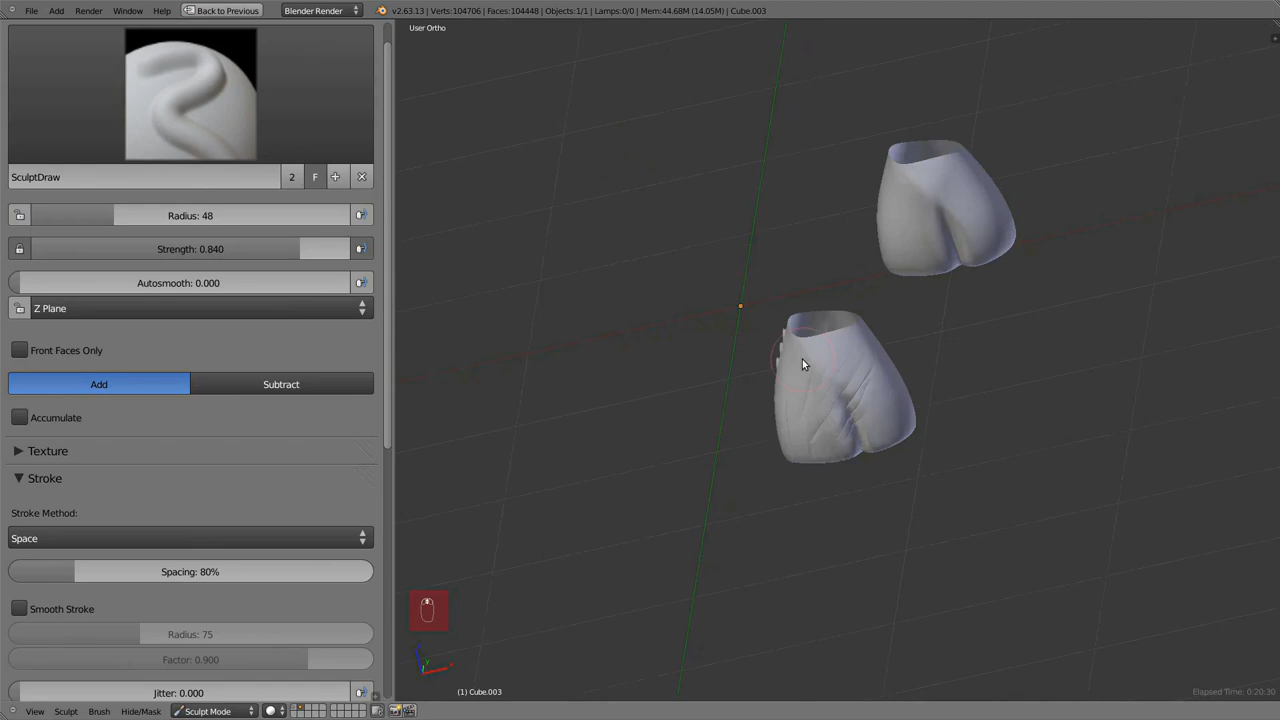 File Add Render Window Help Back to Previous Blender Render v2.63.13 | Verts:104706 | Faces:104448 | Objects:1/1 | Lamps:0/0 | Mem:44.68M (14.05M) | Cube.003
User Ortho
SculptDraw 2 F
Radius: 48
Strength: 0.840
Autosmooth: 0.000
Z Plane
Front Faces Only
Add Subtract
Accumulate
Texture
Stroke
Stroke Method:
Space
Spacing: 80%
Smooth Stroke
Radius: 75
Factor: 0.900
Jitter: 0.000
(1) Cube.003
Elapsed Time: 0:20:30
View Sculpt Brush Hide/Mask Sculpt Mode